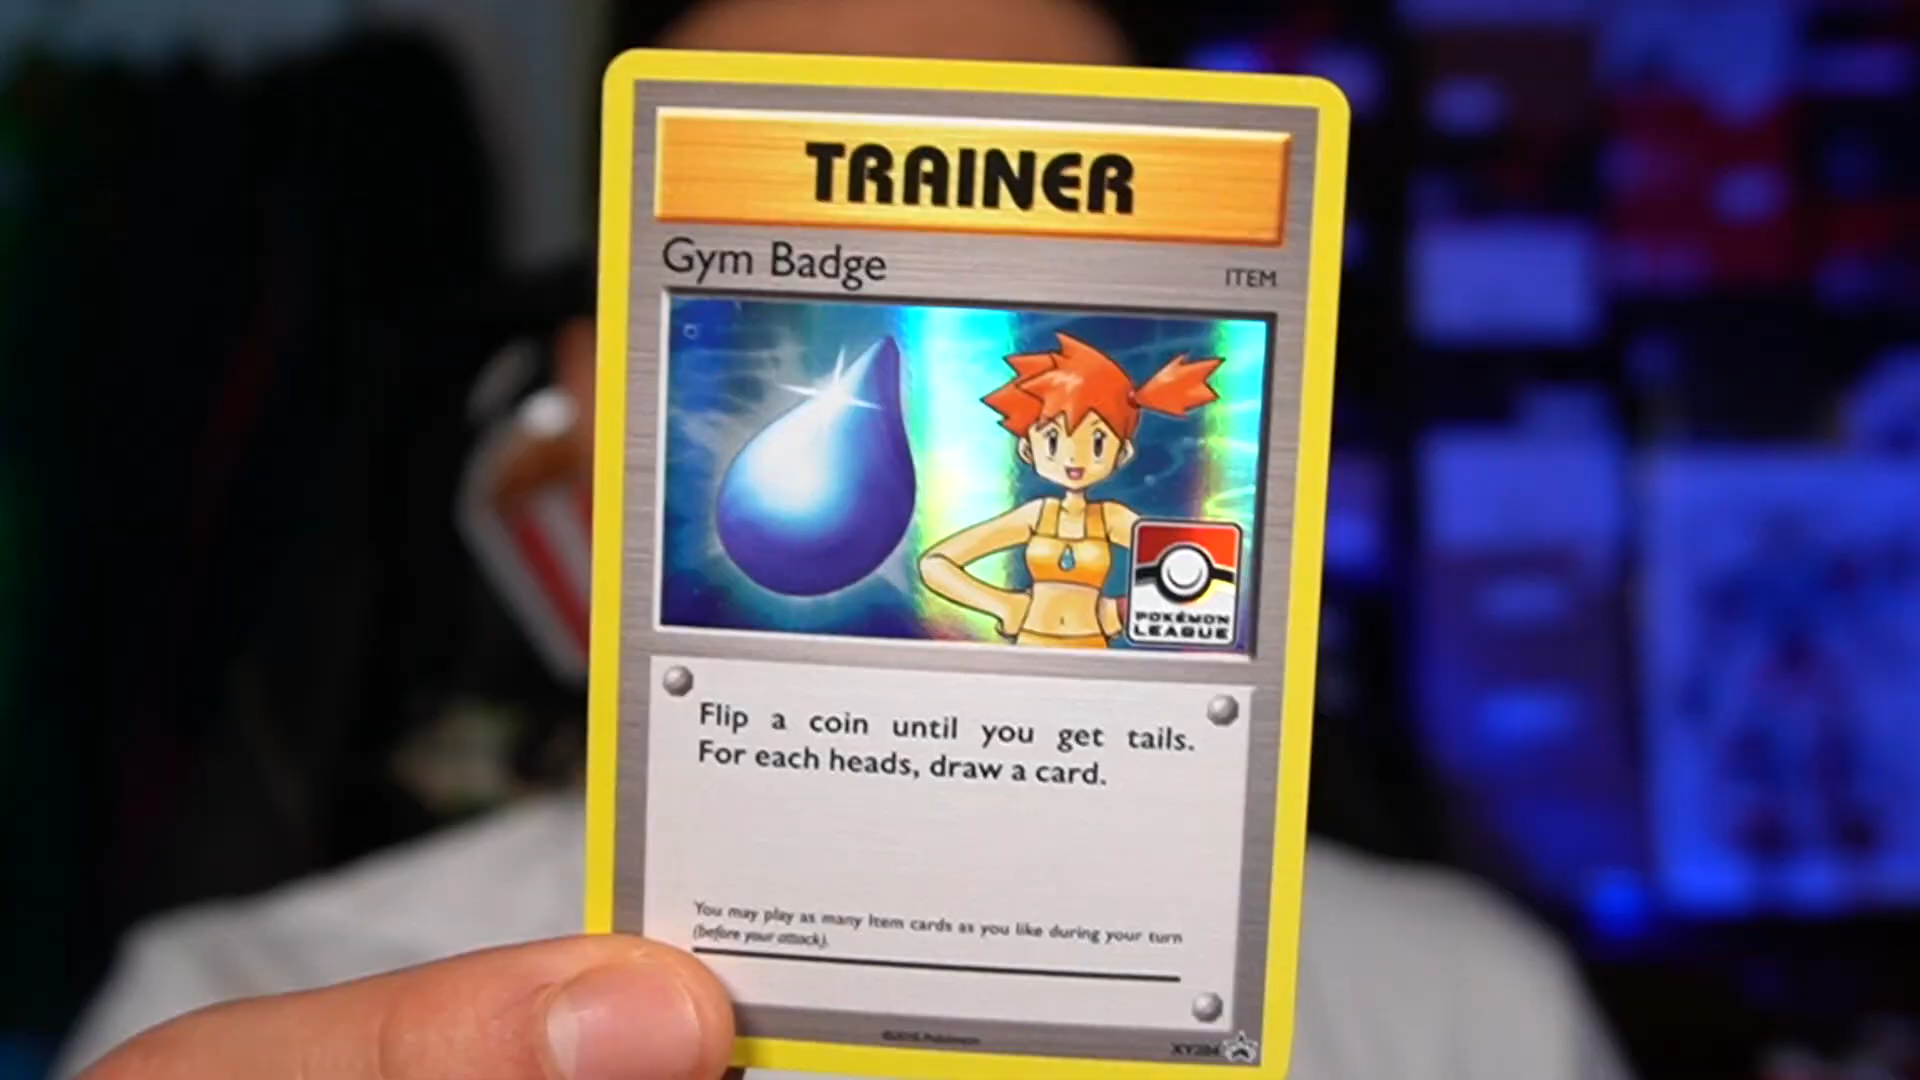 TRAINER
Gym Badge
ITEM
POKÉMON
LEAGUE
Flip a coin until you get tails.
For each heads, draw a card.
You may play as many Item cards as you like during your turn
(before your attack).